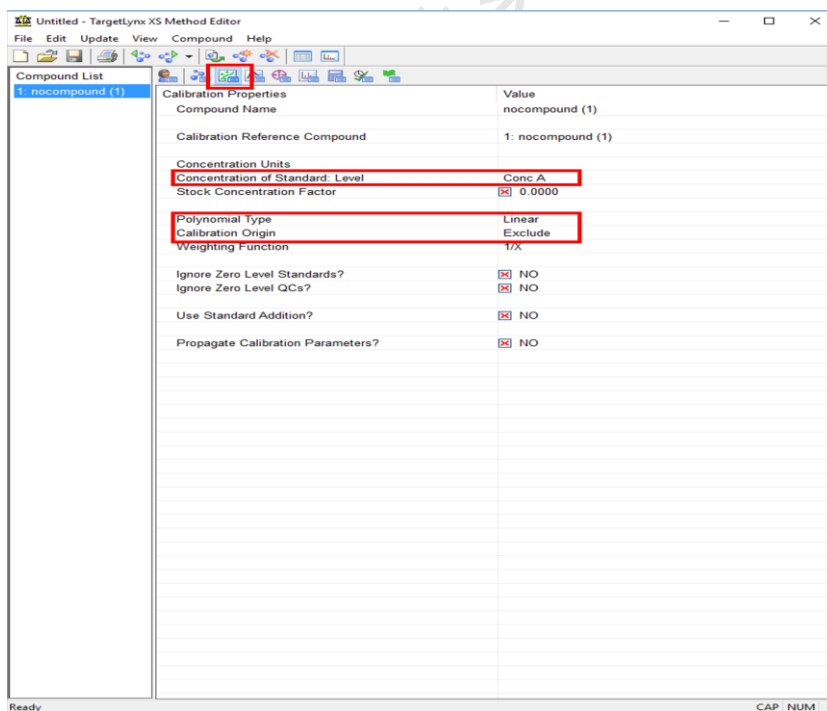 Untitled - TargetLynx XS Method Editor
File Edit Update View Compound Help
Compound List
1: nocompound (1)
Calibration Properties Value
Compound Name nocompound (1)
Calibration Reference Compound 1: nocompound (1)
Concentration Units
Concentration of Standard: Level Conc A
Stock Concentration Factor 0.0000
Polynomial Type Linear
Calibration Origin Exclude
Weighting Function 1/X
Ignore Zero Level Standards? NO
Ignore Zero Level QCs? NO
Use Standard Addition? NO
Propagate Calibration Parameters? NO
Ready CAP NUM